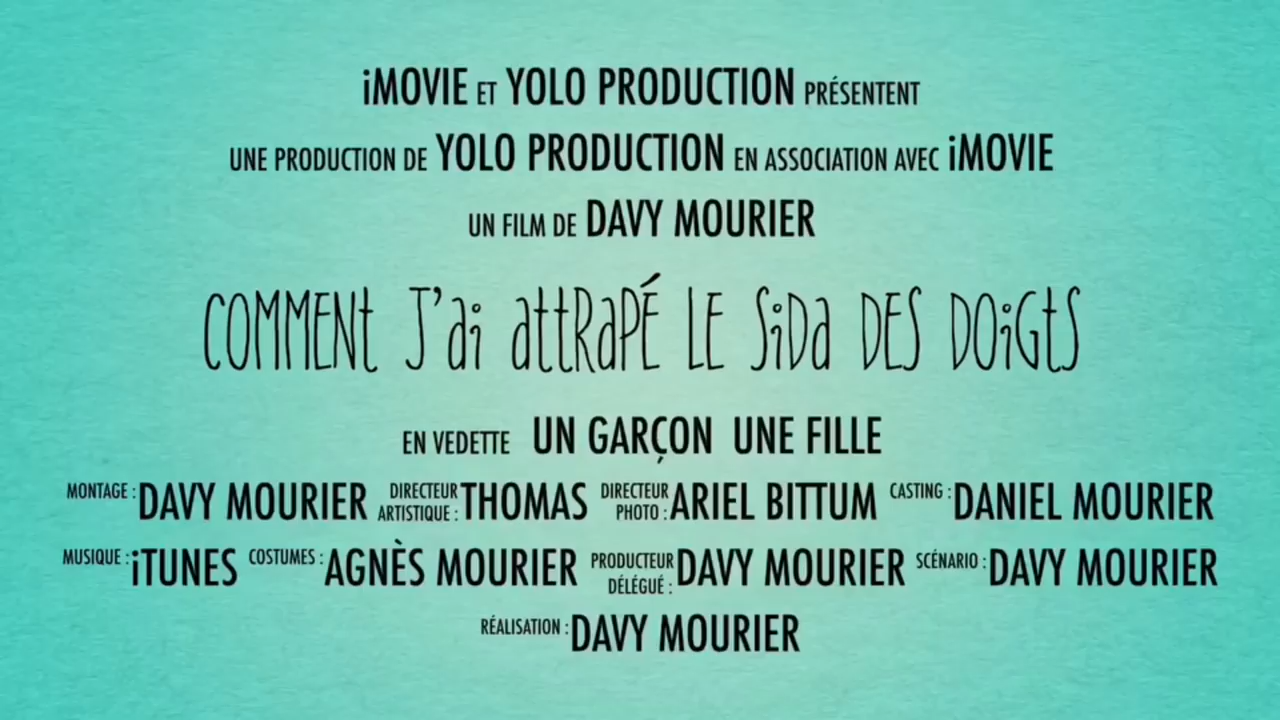 iMOVIE ET YOLO PRODUCTION PRÉSENTENT
UNE PRODUCTION DE YOLO PRODUCTION EN ASSOCIATION AVEC iMOVIE
UN FILM DE DAVY MOURIER
COMMENt J'ai attRaPÉ LE SiDa DES DOiGtS
EN VEDETTE UN GARÇON UNE FILLE
MONTAGE : DAVY MOURIER DIRECTEUR ARTISTIQUE : THOMAS DIRECTEUR PHOTO : ARIEL BITTUM CASTING : DANIEL MOURIER
MUSIQUE : iTUNES COSTUMES : AGNÈS MOURIER PRODUCTEUR DÉLÉGUÉ : DAVY MOURIER SCÉNARIO : DAVY MOURIER
RÉALISATION : DAVY MOURIER